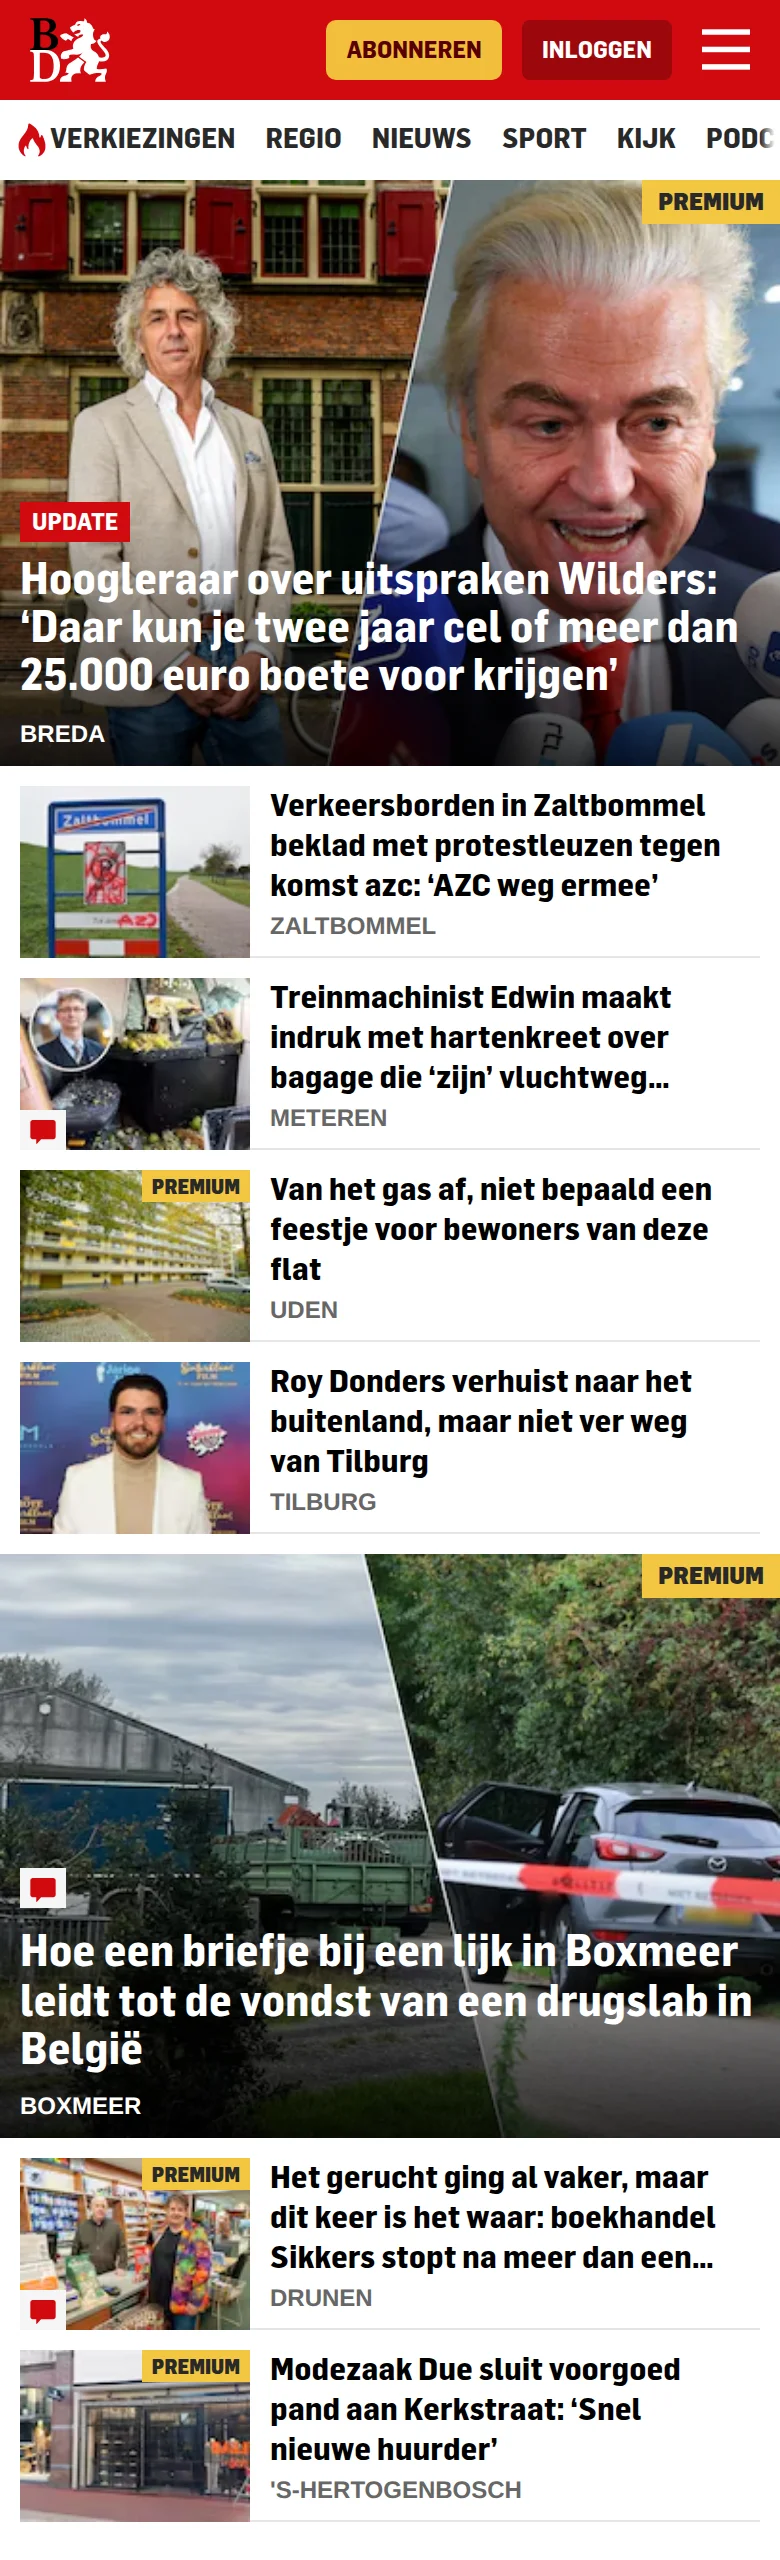 BD
ABONNEREN
INLOGGEN
VERKIEZINGEN REGIO NIEUWS SPORT KIJK PODC
PREMIUM
UPDATE
Hoogleraar over uitspraken Wilders:
‘Daar kun je twee jaar cel of meer dan
25.000 euro boete voor krijgen’
BREDA
Zaltbommel
AZC
Verkeersborden in Zaltbommel
beklad met protestleuzen tegen
komst azc: ‘AZC weg ermee’
ZALTBOMMEL
Treinmachinist Edwin maakt
indruk met hartenkreet over
bagage die ‘zijn’ vluchtweg...
METEREN
PREMIUM
Van het gas af, niet bepaald een
feestje voor bewoners van deze
flat
UDEN
Roy Donders verhuist naar het
buitenland, maar niet ver weg
van Tilburg
TILBURG
PREMIUM
Hoe een briefje bij een lijk in Boxmeer
leidt tot de vondst van een drugslab in
België
BOXMEER
PREMIUM
Het gerucht ging al vaker, maar
dit keer is het waar: boekhandel
Sikkers stopt na meer dan een...
DRUNEN
PREMIUM
Modezaak Due sluit voorgoed
pand aan Kerkstraat: ‘Snel
nieuwe huurder’
'S-HERTOGENBOSCH